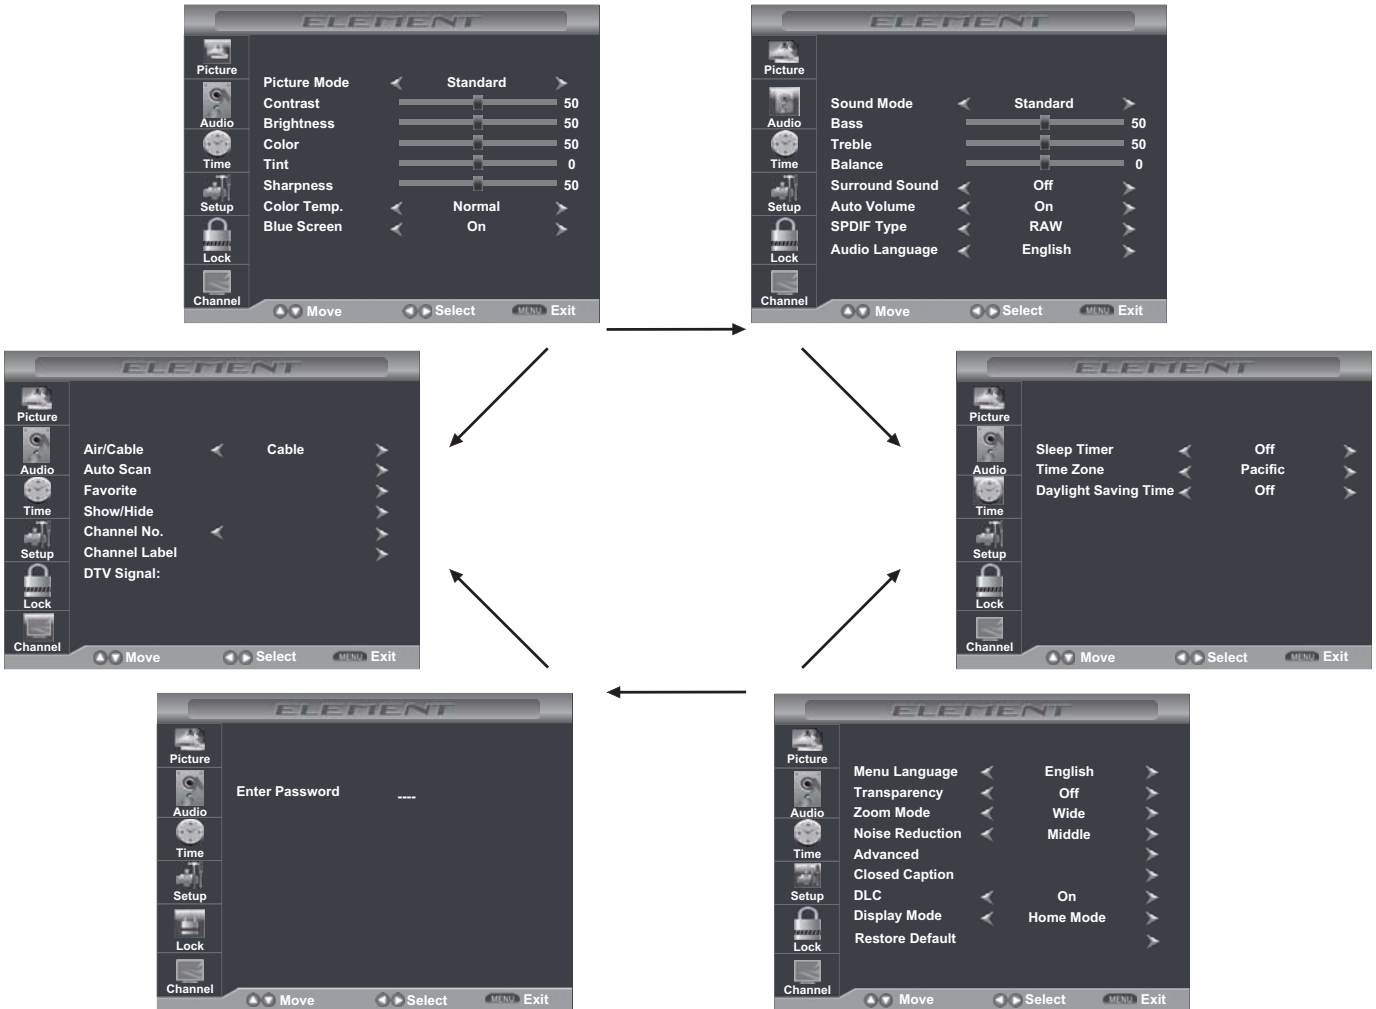 ELEMENT
Picture
Audio
Time
Setup
Lock
Channel
Picture Mode Standard
Contrast 50
Brightness 50
Color 50
Tint 0
Sharpness 50
Color Temp. Normal
Blue Screen On
Move Select MENU Exit
ELEMENT
Picture
Audio
Time
Setup
Lock
Channel
Sound Mode Standard
Bass 50
Treble 50
Balance 0
Surround Sound Off
Auto Volume On
SPDIF Type RAW
Audio Language English
Move Select MENU Exit
ELEMENT
Picture
Audio
Time
Setup
Lock
Channel
Air/Cable Cable
Auto Scan
Favorite
Show/Hide
Channel No.
Channel Label
DTV Signal:
Move Select MENU Exit
ELEMENT
Picture
Audio
Time
Setup
Lock
Channel
Sleep Timer Off
Time Zone Pacific
Daylight Saving Time Off
Move Select MENU Exit
ELEMENT
Picture
Audio
Time
Setup
Lock
Channel
Enter Password ----
Move Select MENU Exit
ELEMENT
Picture
Audio
Time
Setup
Lock
Channel
Menu Language English
Transparency Off
Zoom Mode Wide
Noise Reduction Middle
Advanced
Closed Caption
DLC On
Display Mode Home Mode
Restore Default
Move Select MENU Exit